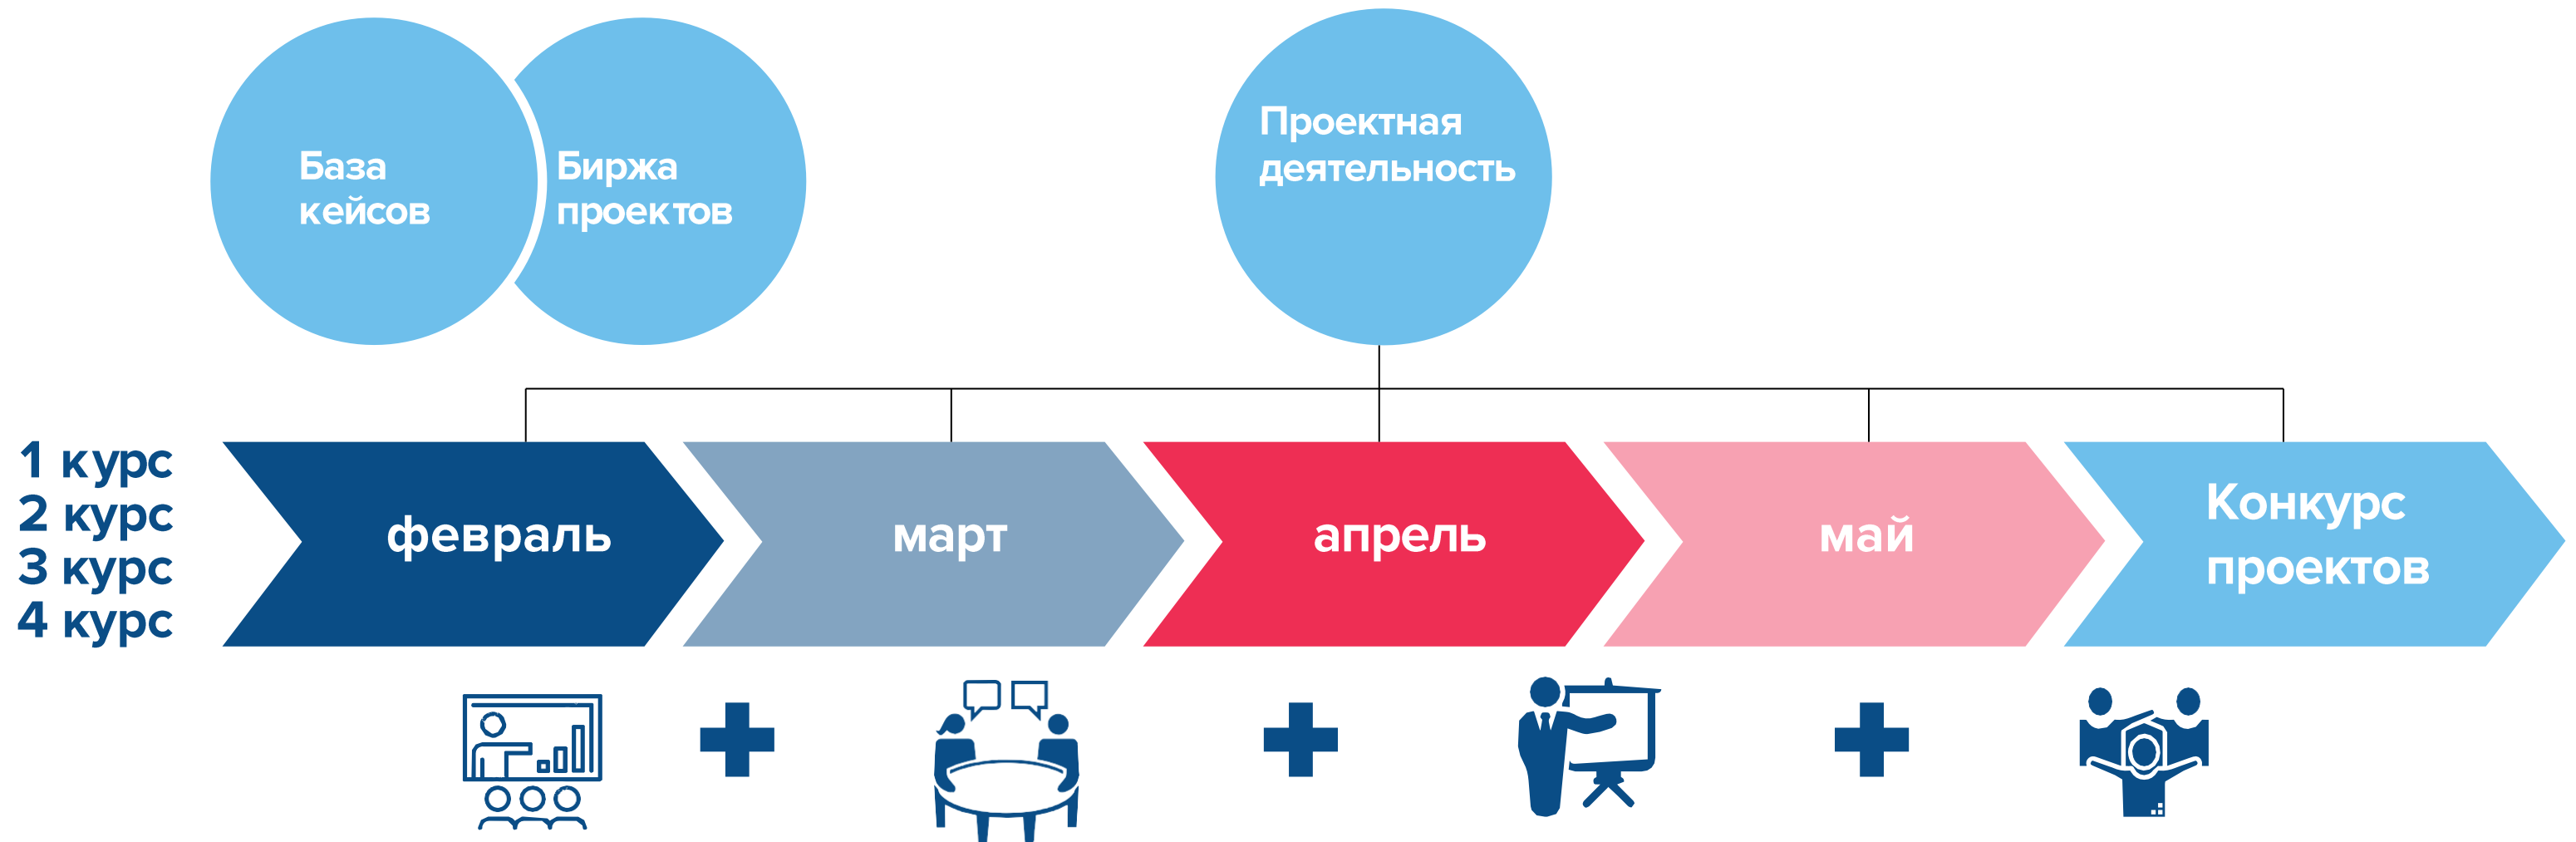 База
кейсов
Биржа
проектов
Проектная
деятельность
1 курс
2 курс
3 курс
4 курс
февраль
март
апрель
май
Конкурс
проектов